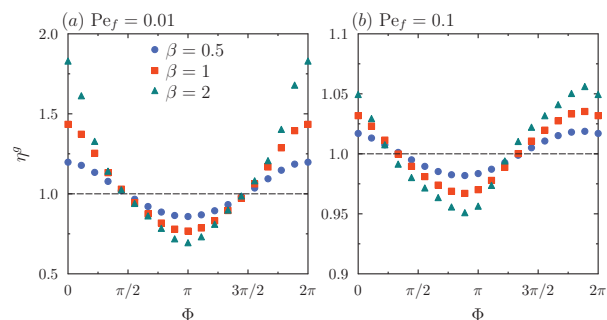 (a) Pe_f = 0.01
(b) Pe_f = 0.1
η^g
2.0
1.5
1.0
0.5
β = 0.5
β = 1
β = 2
0
π/2
π
3π/2
2π
Φ
1.1
1.05
1.0
0.95
0.9
0
π/2
π
3π/2
2π
Φ